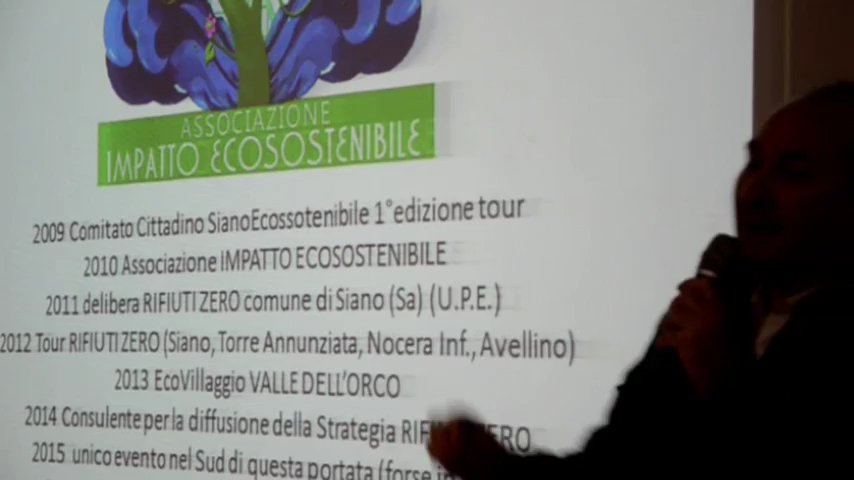 ASSOCIAZIONE
IMPATTO ECOSOSTENIBILE
2009 Comitato Cittadino SianoEcossotenibile 1°edizione tour
2010 Associazione IMPATTO ECOSOSTENIBILE
2011 delibera RIFIUTI ZERO comune di Siano (Sa) (U.P.E.)
2012 Tour RIFIUTI ZERO (Siano, Torre Annunziata, Nocera Inf., Avellino)
2013 EcoVillaggio VALLE DELL'ORCO
2014 Consulente per la diffusione della Strategia
2015 unico evento nel Sud di questa portata (forse